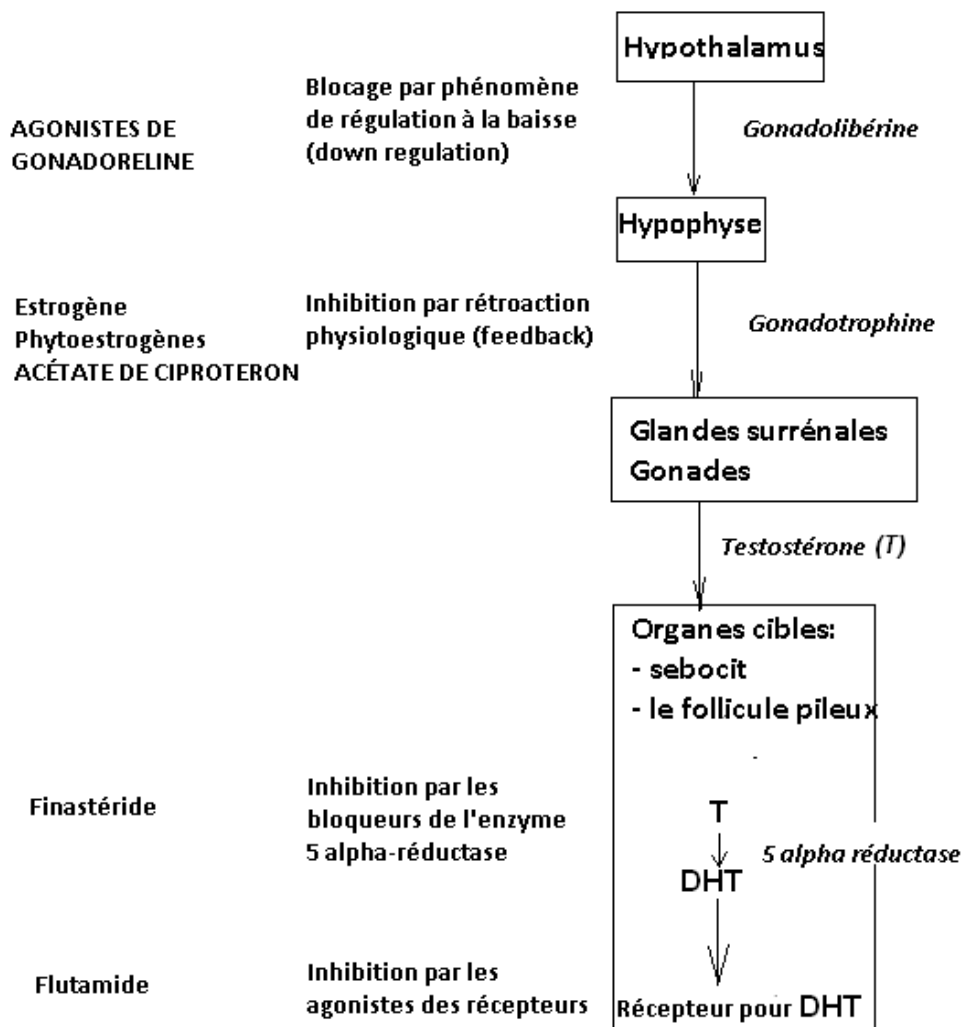 Hypothalamus
Blocage par phénomène
de régulation à la baisse
(down regulation)
AGONISTES DE
GONADORELINE
Gonadolibérine
Hypophyse
Estrogène
Phytoestrogènes
ACÉTATE DE CIPROTERON
Inhibition par rétroaction
physiologique (feedback)
Gonadotrophine
Glandes surrénales
Gonades
Testostérone (T)
Organes cibles:
- sebocit
- le follicule pileux
Finastéride
Inhibition par les
bloqueurs de l'enzyme
5 alpha-réductase
T
5 alpha réductase
DHT
Flutamide
Inhibition par les
agonistes des récepteurs
Récepteur pour DHT